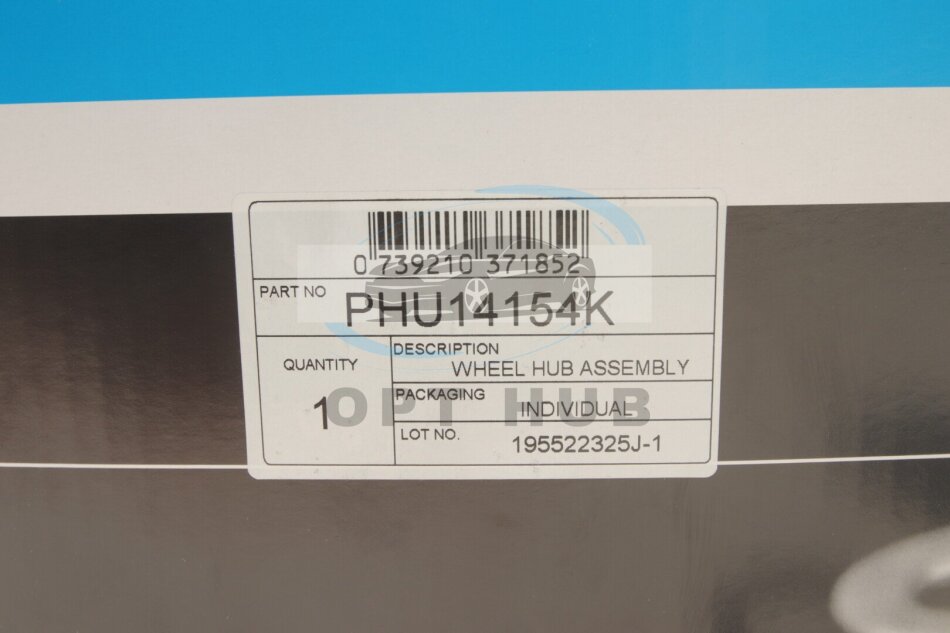 0 739210 371852
PART NO
PHU14154K
QUANTITY
1
DESCRIPTION
WHEEL HUB ASSEMBLY
PACKAGING
INDIVIDUAL
LOT NO.
195522325J-1
OPT HUB